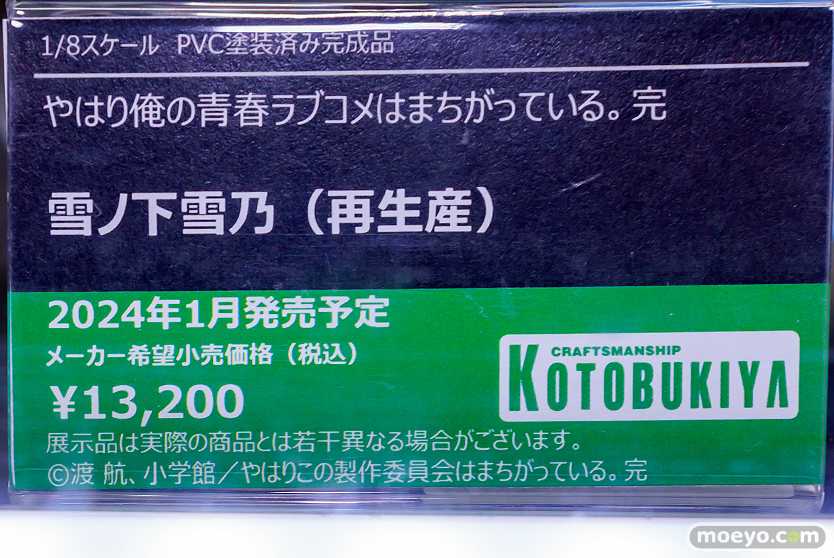 1/8スケール PVC塗装済み完成品
やはり俺の青春ラブコメはまちがっている。完
雪ノ下雪乃（再生産）
2024年1月発売予定
メーカー希望小売価格（税込）
¥13,200
CRAFTSMANSHIP
KOTOBUKIYA
展示品は実際の商品とは若干異なる場合がございます。
©渡 航、小学館／やはりこの製作委員会はまちがっている。完
moeyo.com